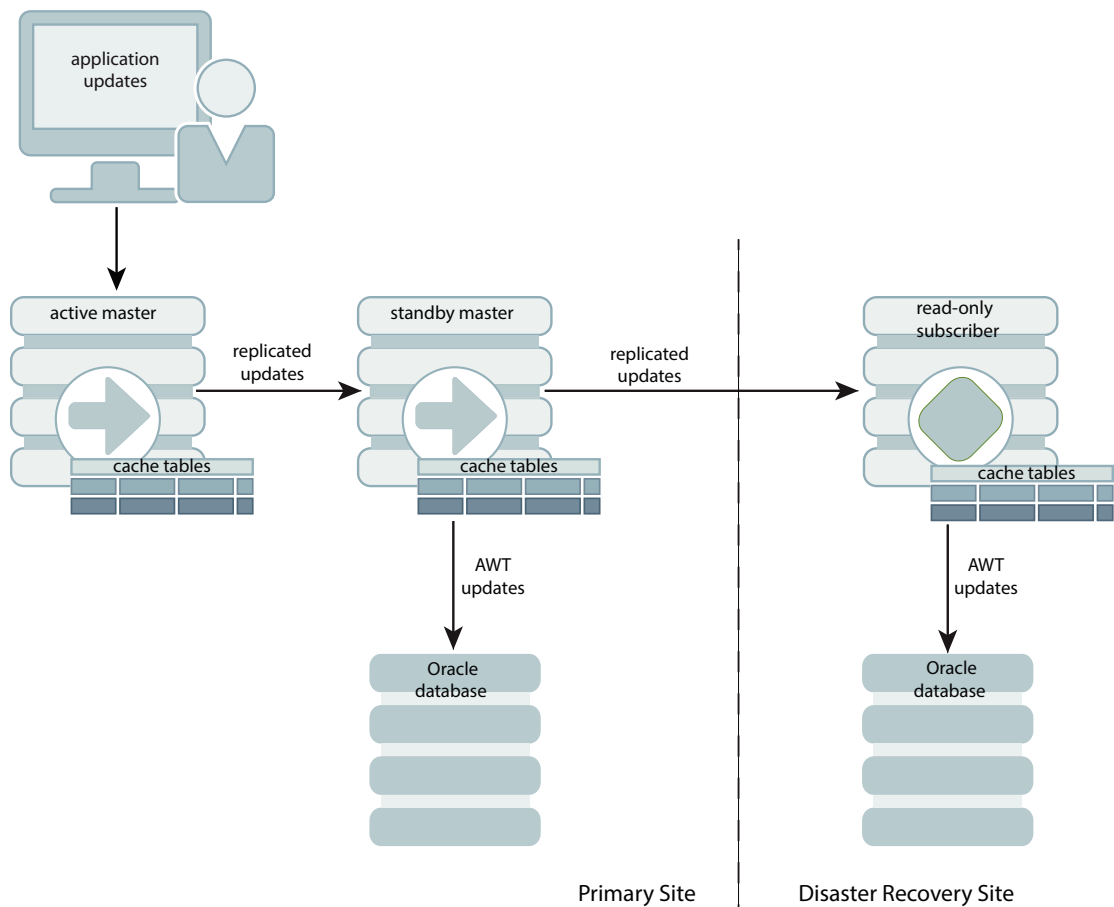 application
updates
active master
standby master
read-only
subscriber
replicated
updates
replicated
updates
cache tables
cache tables
cache tables
AWT
updates
AWT
updates
Oracle
database
Oracle
database
Primary Site
Disaster Recovery Site